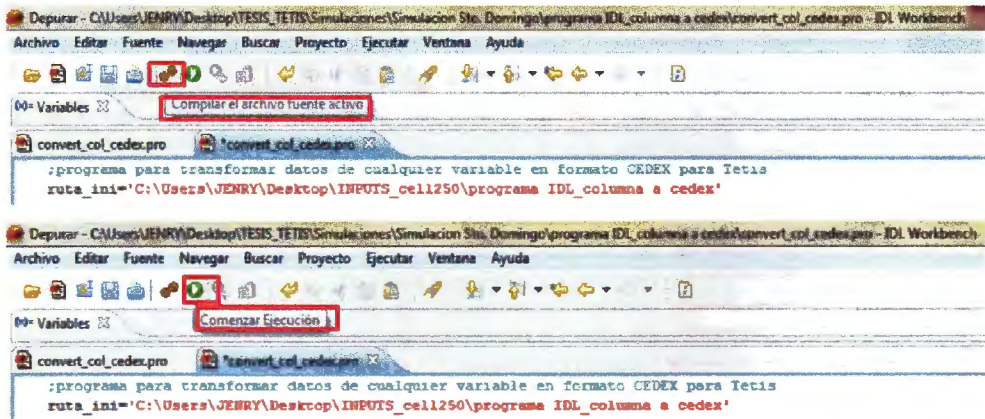 Depurar - C:\Users\JENRY\Desktop\TESIS_TETIS\Simulaciones\Simulacion Sto. Domingo\programa IDL_columna a cedex\convert_col_cedex.pro - IDL Workbench
Archivo Editar Fuente Navegar Buscar Proyecto Ejecutar Ventana Ayuda
(x)= Variables
Compilar el archivo fuente activo
convert_col_cedex.pro *convert_col_cedex.pro
;programa para transformar datos de cualquier variable en formato CEDEX para Tetis
ruta_ini='C:\Users\JENRY\Desktop\INPUTS_cell250\programa IDL_columna a cedex'
Depurar - C:\Users\JENRY\Desktop\TESIS_TETIS\Simulaciones\Simulacion Sto. Domingo\programa IDL_columna a cedex\convert_col_cedex.pro - IDL Workbench
Archivo Editar Fuente Navegar Buscar Proyecto Ejecutar Ventana Ayuda
(x)= Variables
Comenzar Ejecución
convert_col_cedex.pro *convert_col_cedex.pro
;programa para transformar datos de cualquier variable en formato CEDEX para Tetis
ruta_ini='C:\Users\JENRY\Desktop\INPUTS_cell250\programa IDL_columna a cedex'